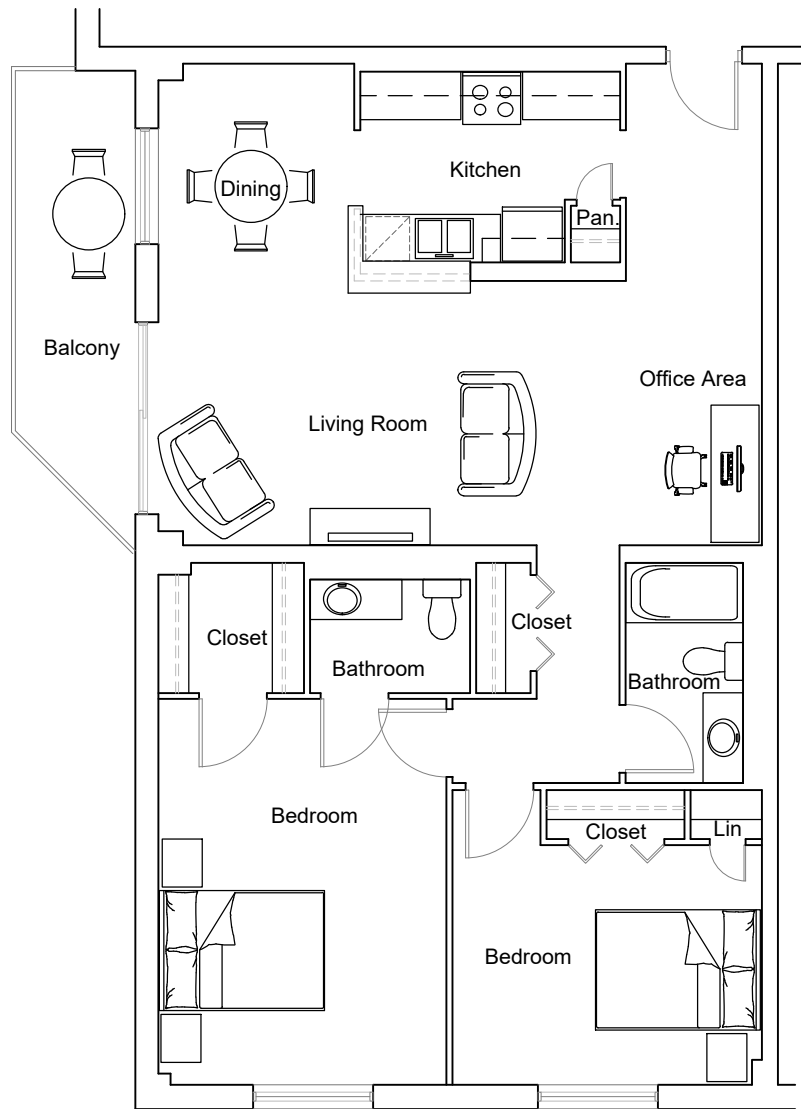 Kitchen
Dining
Pan.
Balcony
Office Area
Living Room
Closet
Closet
Bathroom
Bathroom
Bedroom
Closet
Lin
Bedroom